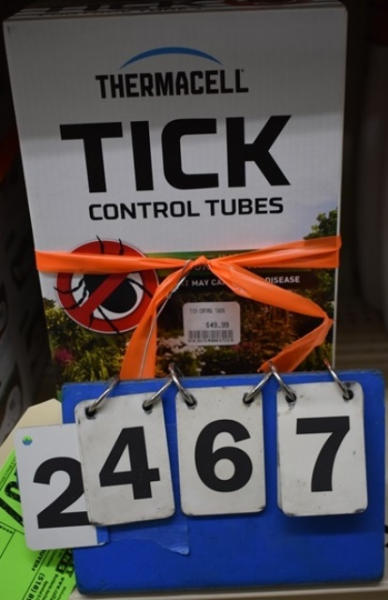 THERMACELL
TICK
CONTROL TUBES
T MAY CA
DISEASE
$49.99
2 4 6 7